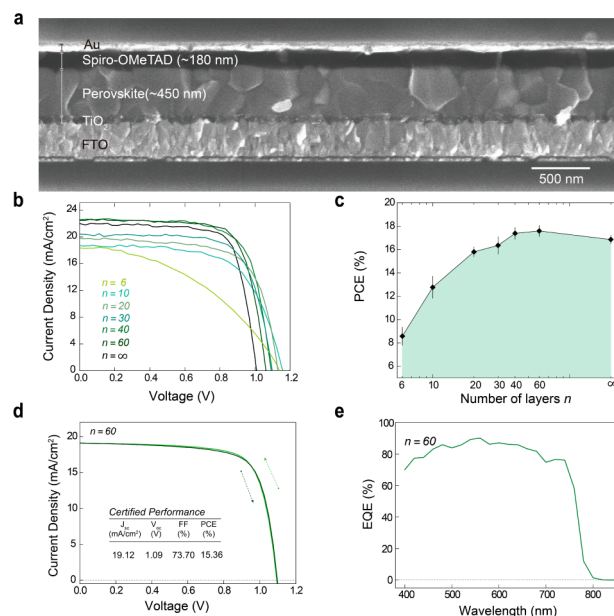 a
Au
Spiro-OMeTAD (~180 nm)
Perovskite(~450 nm)
TiO₂
FTO
500 nm
b
Current Density (mA/cm²)
24
20
16
12
8
4
0
n = 6
n = 10
n = 20
n = 30
n = 40
n = 60
n = ∞
0.0 0.2 0.4 0.6 0.8 1.0 1.2
Voltage (V)
c
PCE (%)
20
18
16
14
12
10
8
6
4
6 10 20 30 40 60 ∞
Number of layers n
d
n = 60
Current Density (mA/cm²)
20
15
10
5
0
Certified Performance
Jsc Voc FF PCE
(mA/cm²) (V) (%) (%)
19.12 1.09 73.70 15.36
0.0 0.2 0.4 0.6 0.8 1.0
Voltage (V)
e
n = 60
EQE (%)
100
80
60
40
20
0
400 500 600 700 800
Wavelength (nm)